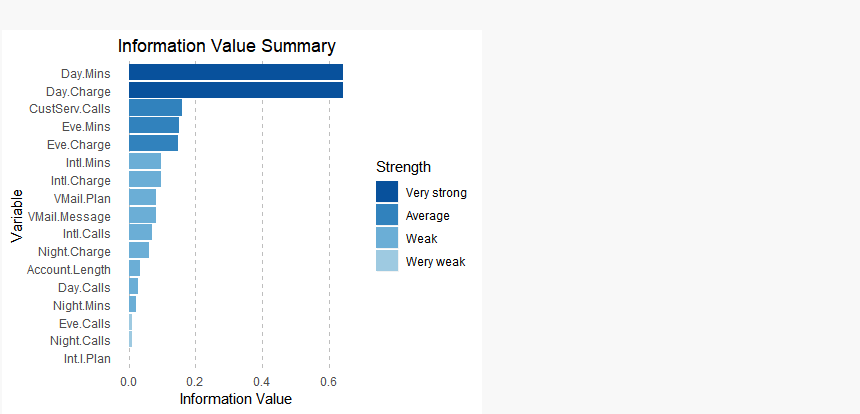 Information Value Summary
Variable
Day.Mins
Day.Charge
CustServ.Calls
Eve.Mins
Eve.Charge
Intl.Mins
Intl.Charge
VMail.Plan
VMail.Message
Intl.Calls
Night.Charge
Account.Length
Day.Calls
Night.Mins
Eve.Calls
Night.Calls
Int.l.Plan
0.0 0.2 0.4 0.6
Information Value
Strength
Very strong
Average
Weak
Wery weak